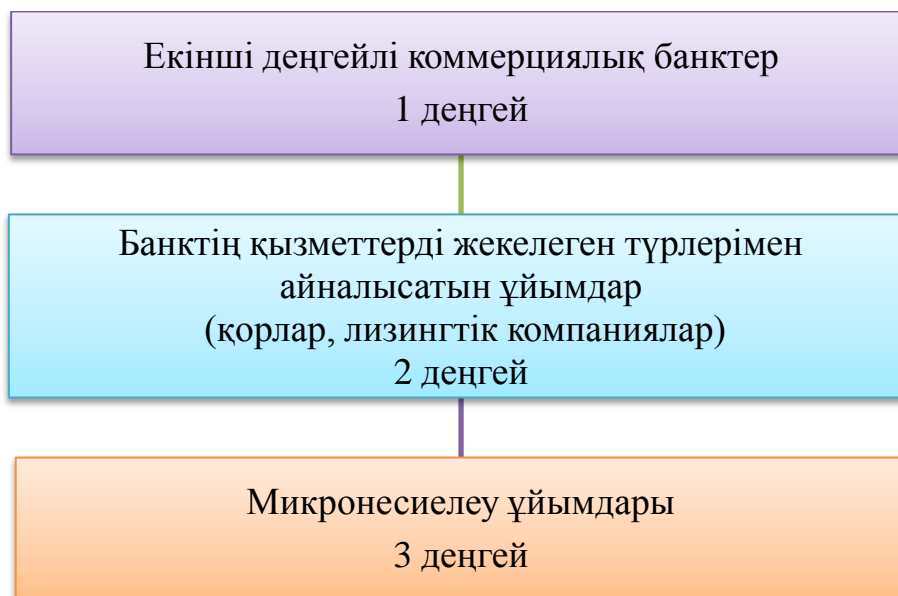 Екінші деңгейлі коммерциялық банктер
1 деңгей
Банктің қызметтерді жекелеген түрлерімен
айналысатын ұйымдар
(қорлар, лизингтік компаниялар)
2 деңгей
Микронесиелеу ұйымдары
3 деңгей